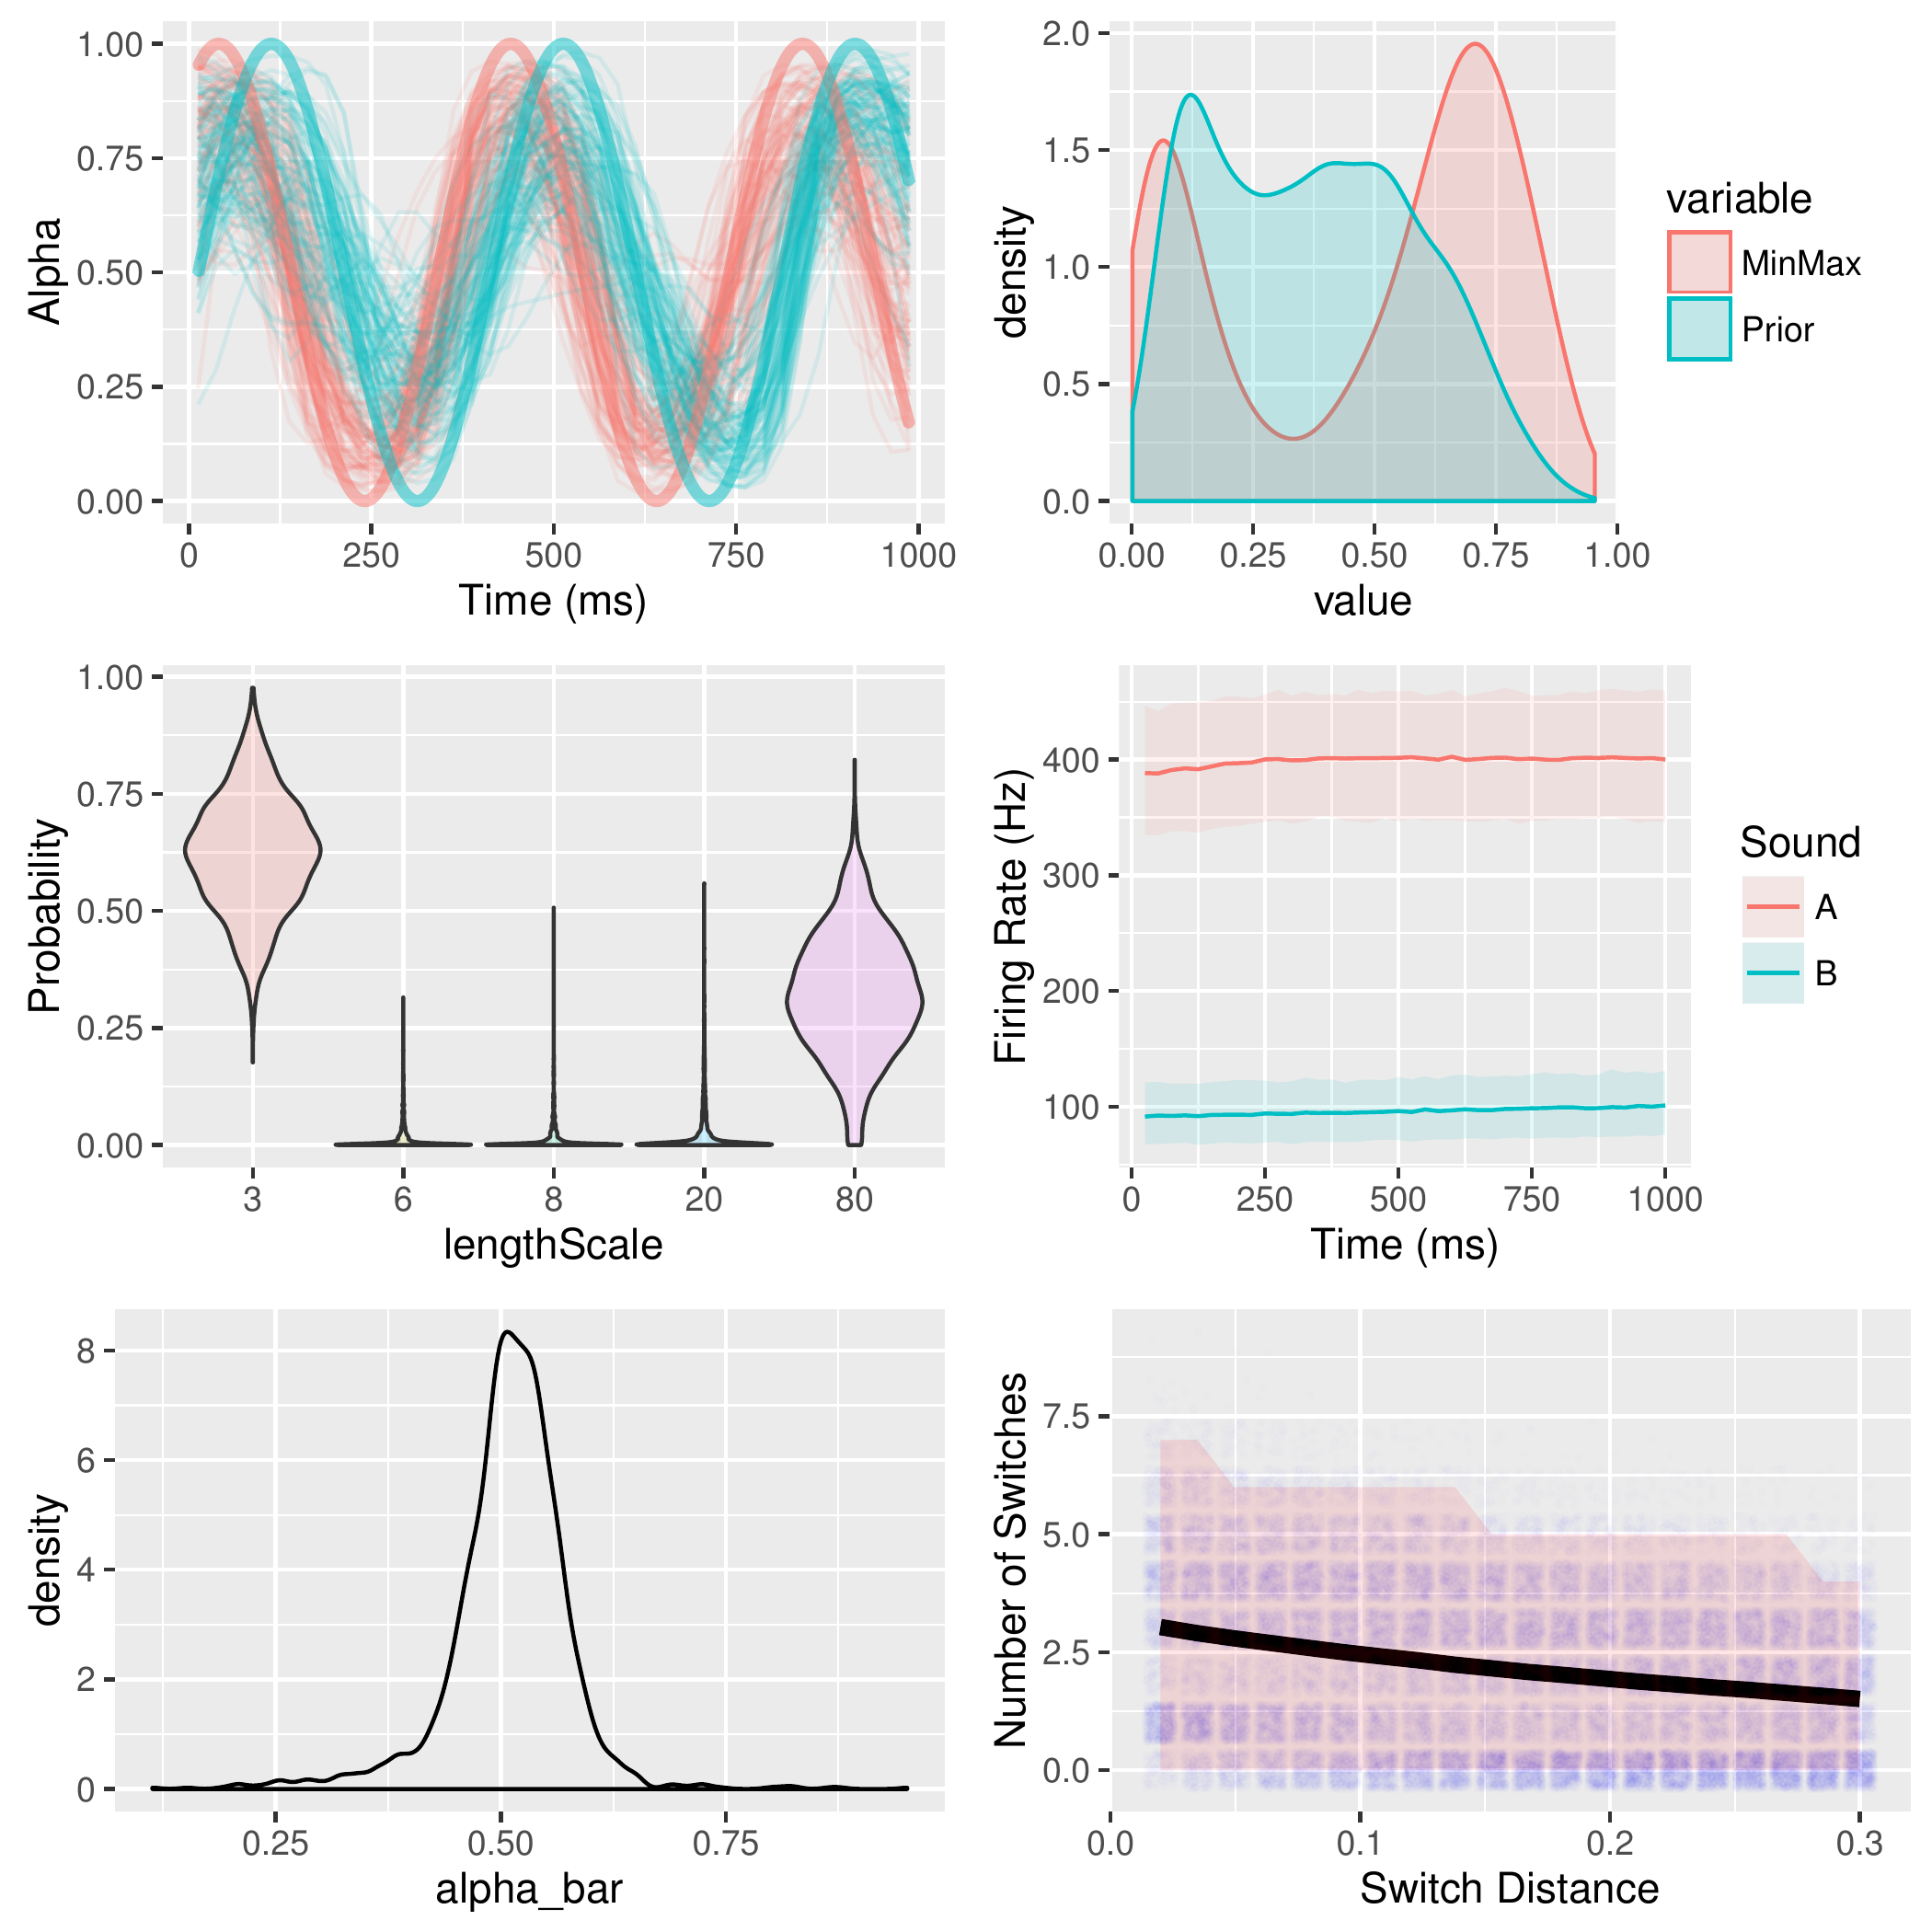 1.00
0.75
0.50
0.25
0.00
Alpha
0 250 500 750 1000
Time (ms)
2.0
1.5
1.0
0.5
0.0
density
0.00 0.25 0.50 0.75 1.00
value
variable
MinMax
Prior
1.00
0.75
0.50
0.25
0.00
Probability
3 6 8 20 80
lengthScale
400
300
200
100
Firing Rate (Hz)
0 250 500 750 1000
Time (ms)
Sound
A
B
8
6
4
2
0
density
0.25 0.50 0.75
alpha_bar
7.5
5.0
2.5
0.0
Number of Switches
0.0 0.1 0.2 0.3
Switch Distance